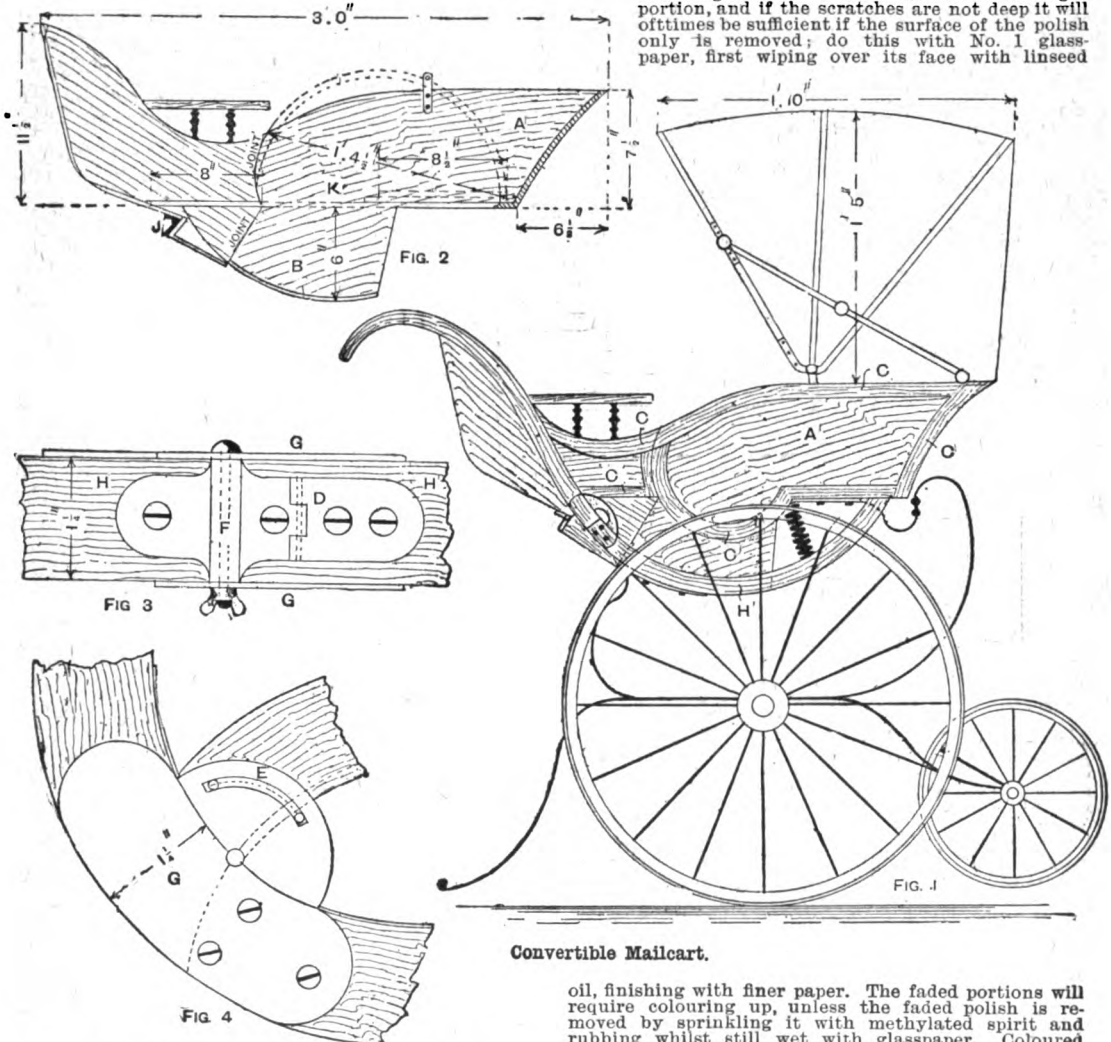 portion, and if the scratches are not deep it will
ofttimes be sufficient if the surface of the polish
only is removed; do this with No. 1 glass-
paper, first wiping over its face with linseed
3.0"
A
JOINT
1'.4½"
8½"
8"
7½"
K
J
JOINT
B
6"
6½"
FIG. 2
1'.10"
1'5"
C
C
A
C
C
C
H'
FIG. 1
G
H
D
H'
1¼"
F
G
FIG 3
E
G
FIG. 4
Convertible Mailcart.
oil, finishing with finer paper. The faded portions will
require colouring up, unless the faded polish is re-
moved by sprinkling it with methylated spirit and
rubbing whilst still wet with glasspaper. Coloured